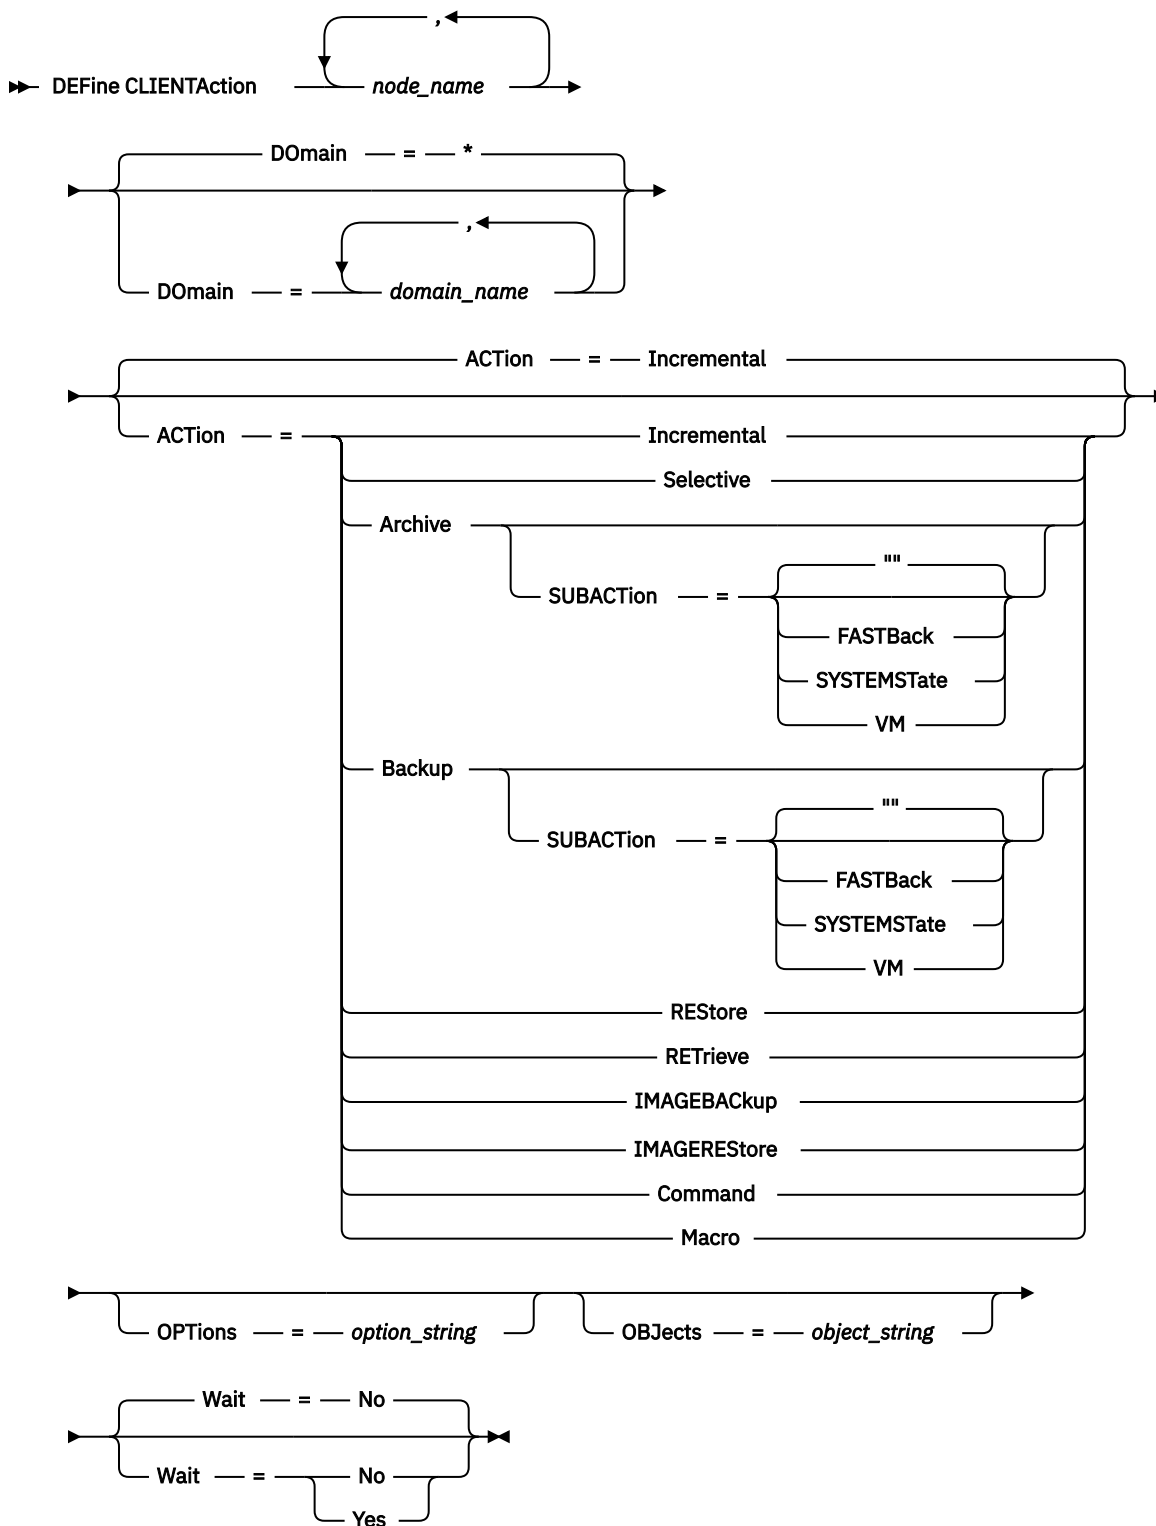 ,
DEFine CLIENTAction node_name
DOmain = *
,
DOmain = domain_name
ACTion = Incremental
ACTion = Incremental
Selective
Archive
""
SUBACTion =
FASTBack
SYSTEMSTate
VM
Backup
""
SUBACTion =
FASTBack
SYSTEMSTate
VM
REStore
RETrieve
IMAGEBACkup
IMAGEREStore
Command
Macro
OPTions = option_string OBJects = object_string
Wait = No
Wait = No
Yes